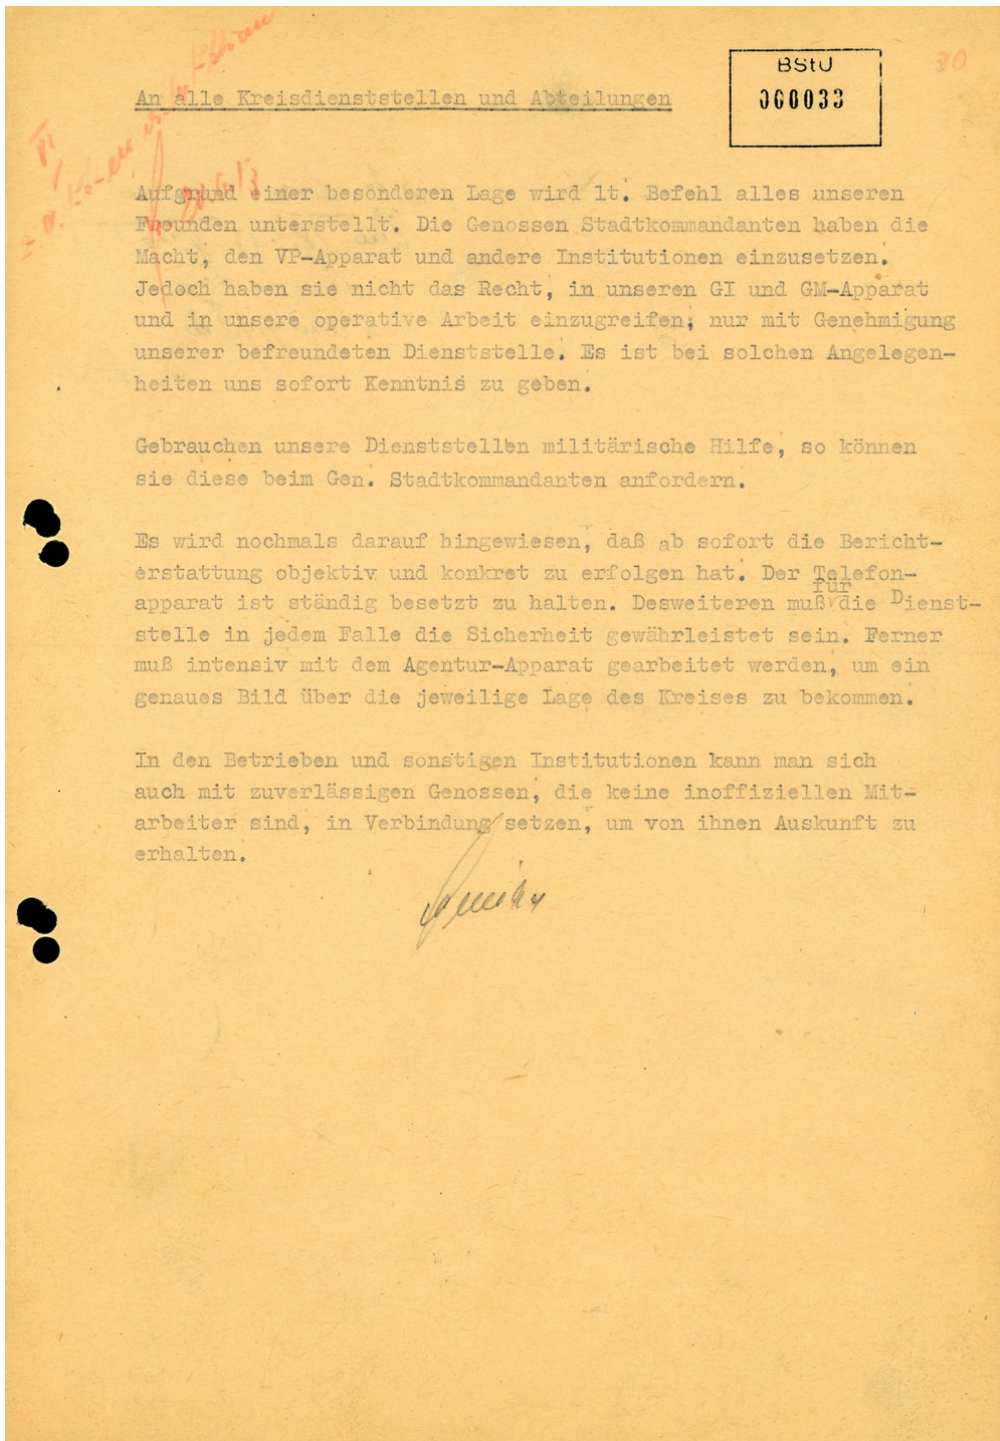 30
BStU
000033
An alle Kreisdienststellen und Abteilungen
Aufgrund einer besonderen Lage wird lt. Befehl alles unseren
Freunden unterstellt. Die Genossen Stadtkommandanten haben die
Macht, den VP-Apparat und andere Institutionen einzusetzen.
Jedoch haben sie nicht das Recht, in unseren GI und GM-Apparat
und in unsere operative Arbeit einzugreifen; nur mit Genehmigung
unserer befreundeten Dienststelle. Es ist bei solchen Angelegen-
heiten uns sofort Kenntnis zu geben.
Gebrauchen unsere Dienststellen militärische Hilfe, so können
sie diese beim Gen. Stadtkommandanten anfordern.
Es wird nochmals darauf hingewiesen, daß ab sofort die Bericht-
erstattung objektiv und konkret zu erfolgen hat. Der Telefon-
apparat ist ständig besetzt zu halten. Desweiteren muß für die Dienst-
stelle in jedem Falle die Sicherheit gewährleistet sein. Ferner
muß intensiv mit dem Agentur-Apparat gearbeitet werden, um ein
genaues Bild über die jeweilige Lage des Kreises zu bekommen.
In den Betrieben und sonstigen Institutionen kann man sich
auch mit zuverlässigen Genossen, die keine inoffiziellen Mit-
arbeiter sind, in Verbindung setzen, um von ihnen Auskunft zu
erhalten.